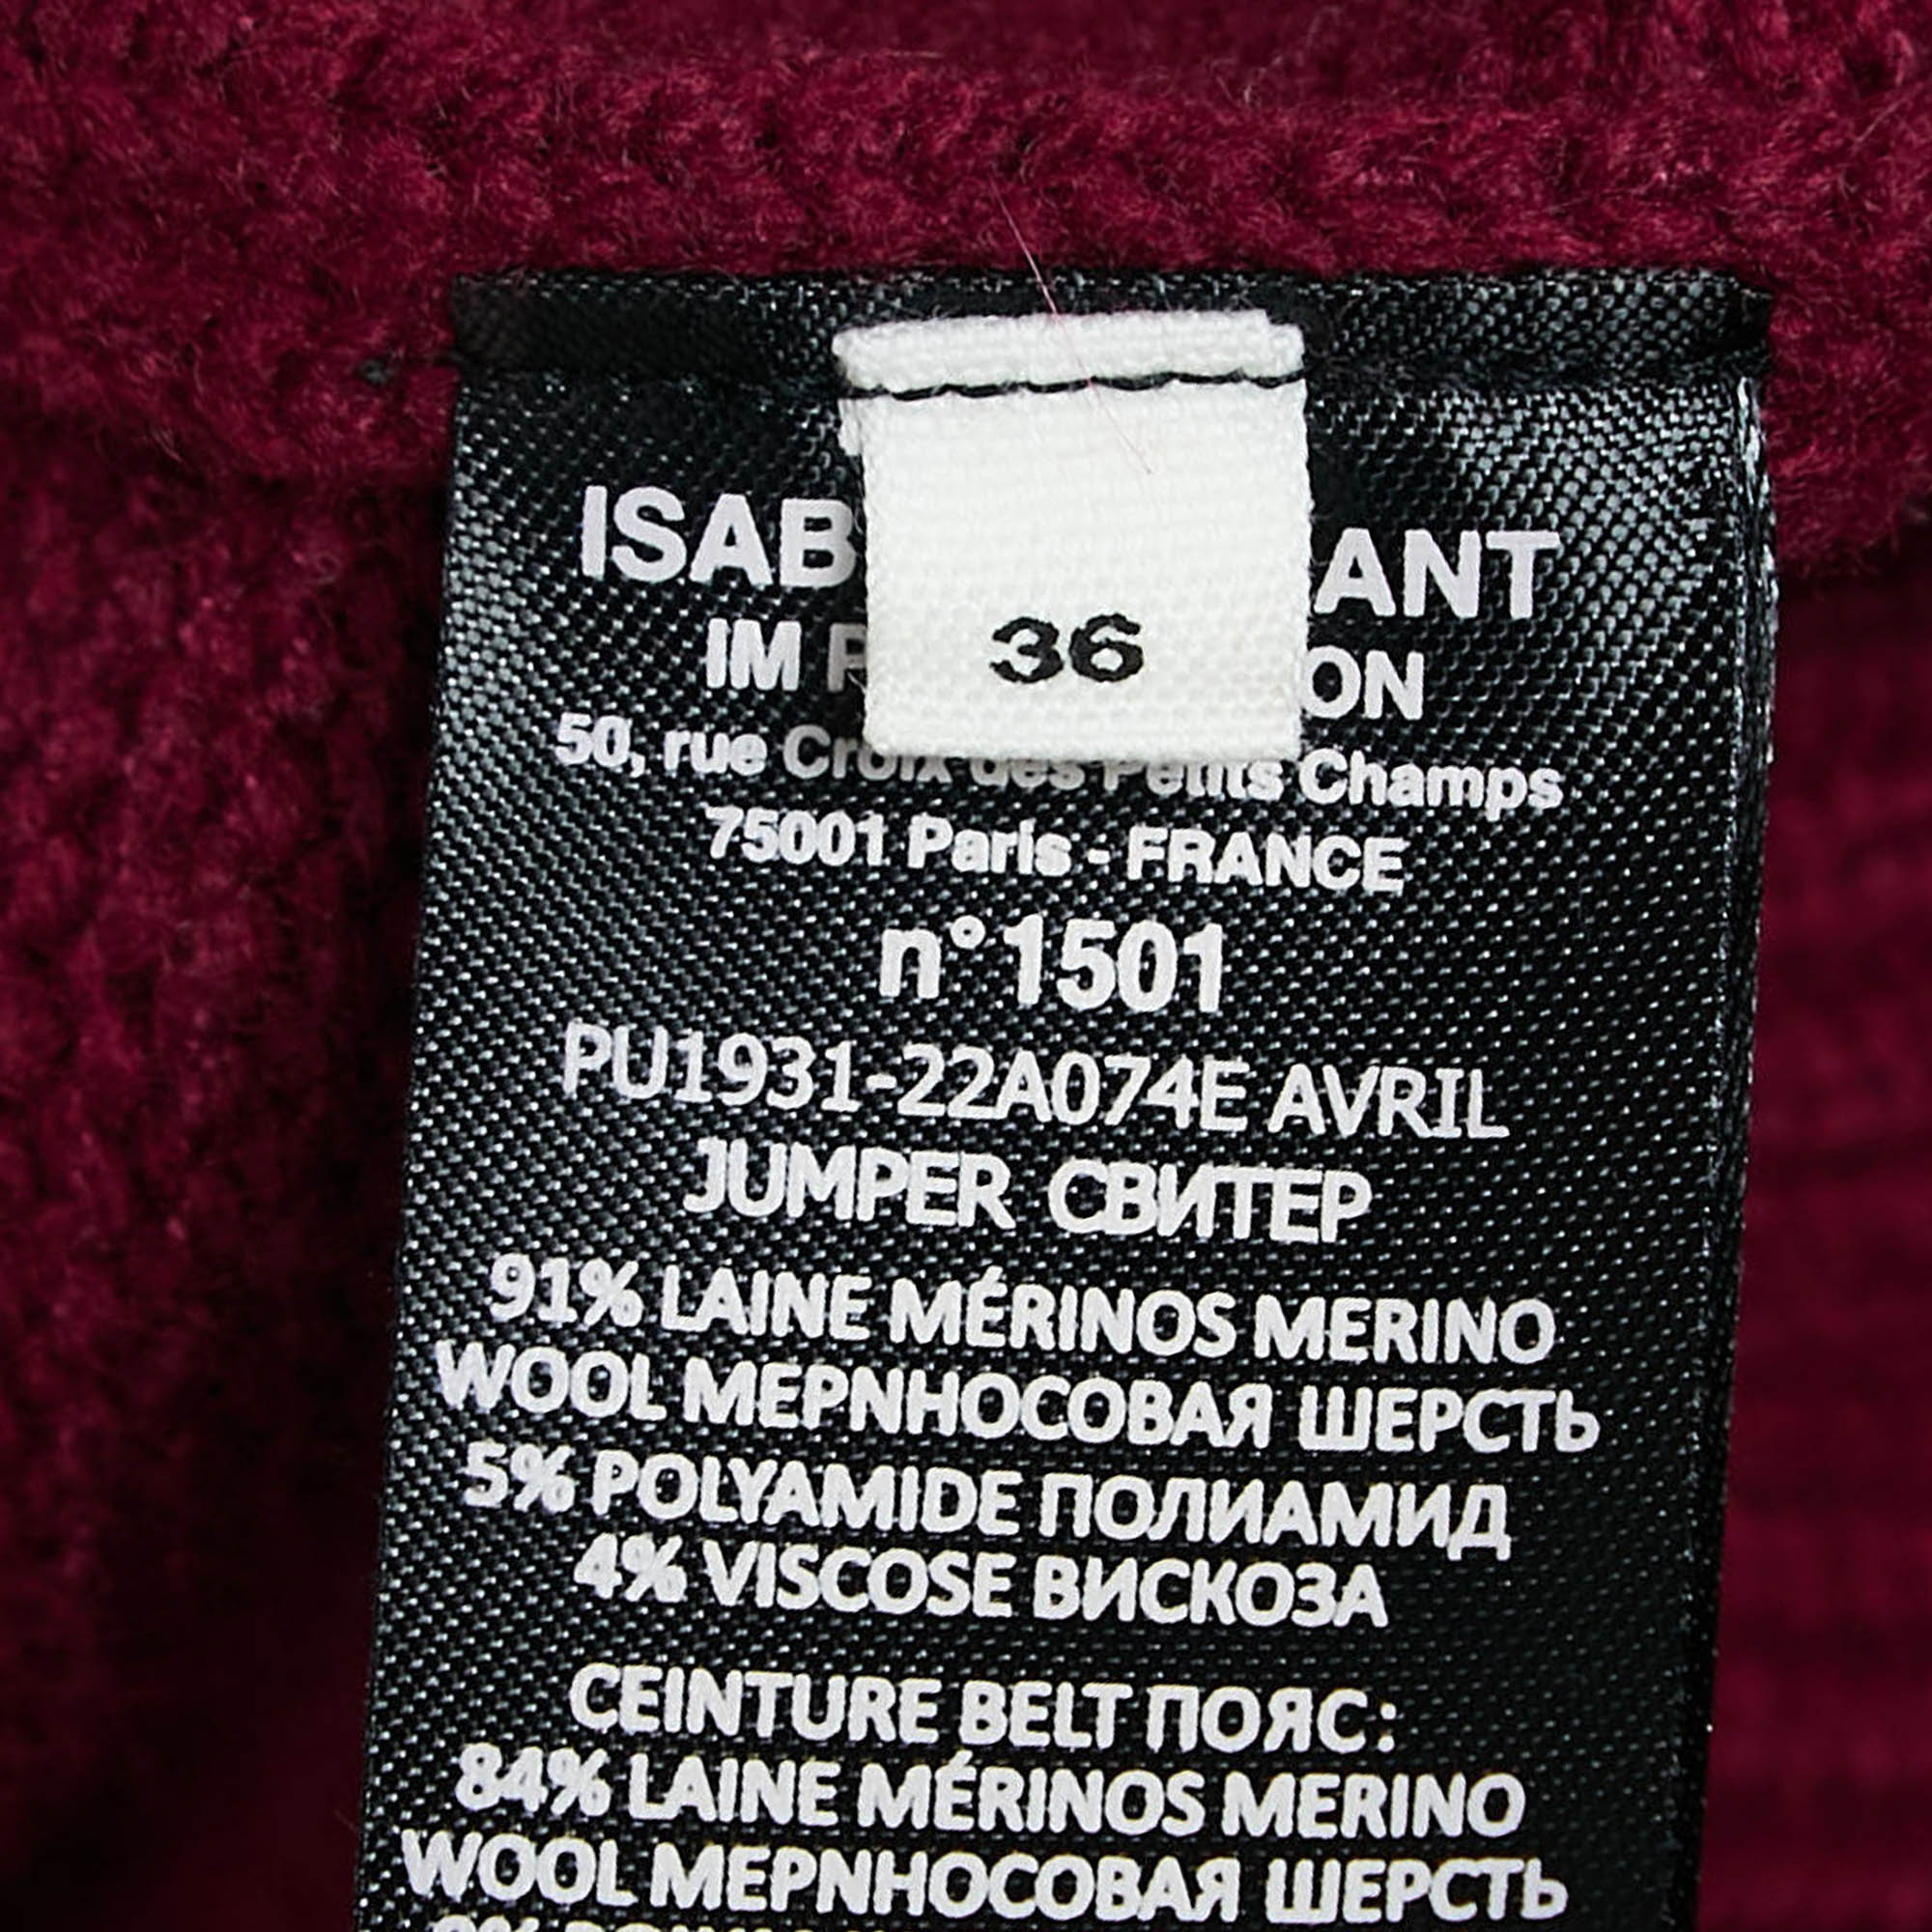 ISAB ANT
IM ON
36
50, rue Croix des Petits Champs
75001 Paris - FRANCE
n°1501
PU1931-22A074E AVRIL
JUMPER СВИТЕР
91% LAINE MÉRINOS MERINO
WOOL МЕРNНОСОВАЯ ШЕРСТЬ
5% POLYAMIDE ПОЛИАМИД
4% VISCOSE ВИСКОЗА
CEINTURE BELT ПОЯС:
84% LAINE MÉRINOS MERINO
WOOL МЕРNНОСОВАЯ ШЕРСТЬ